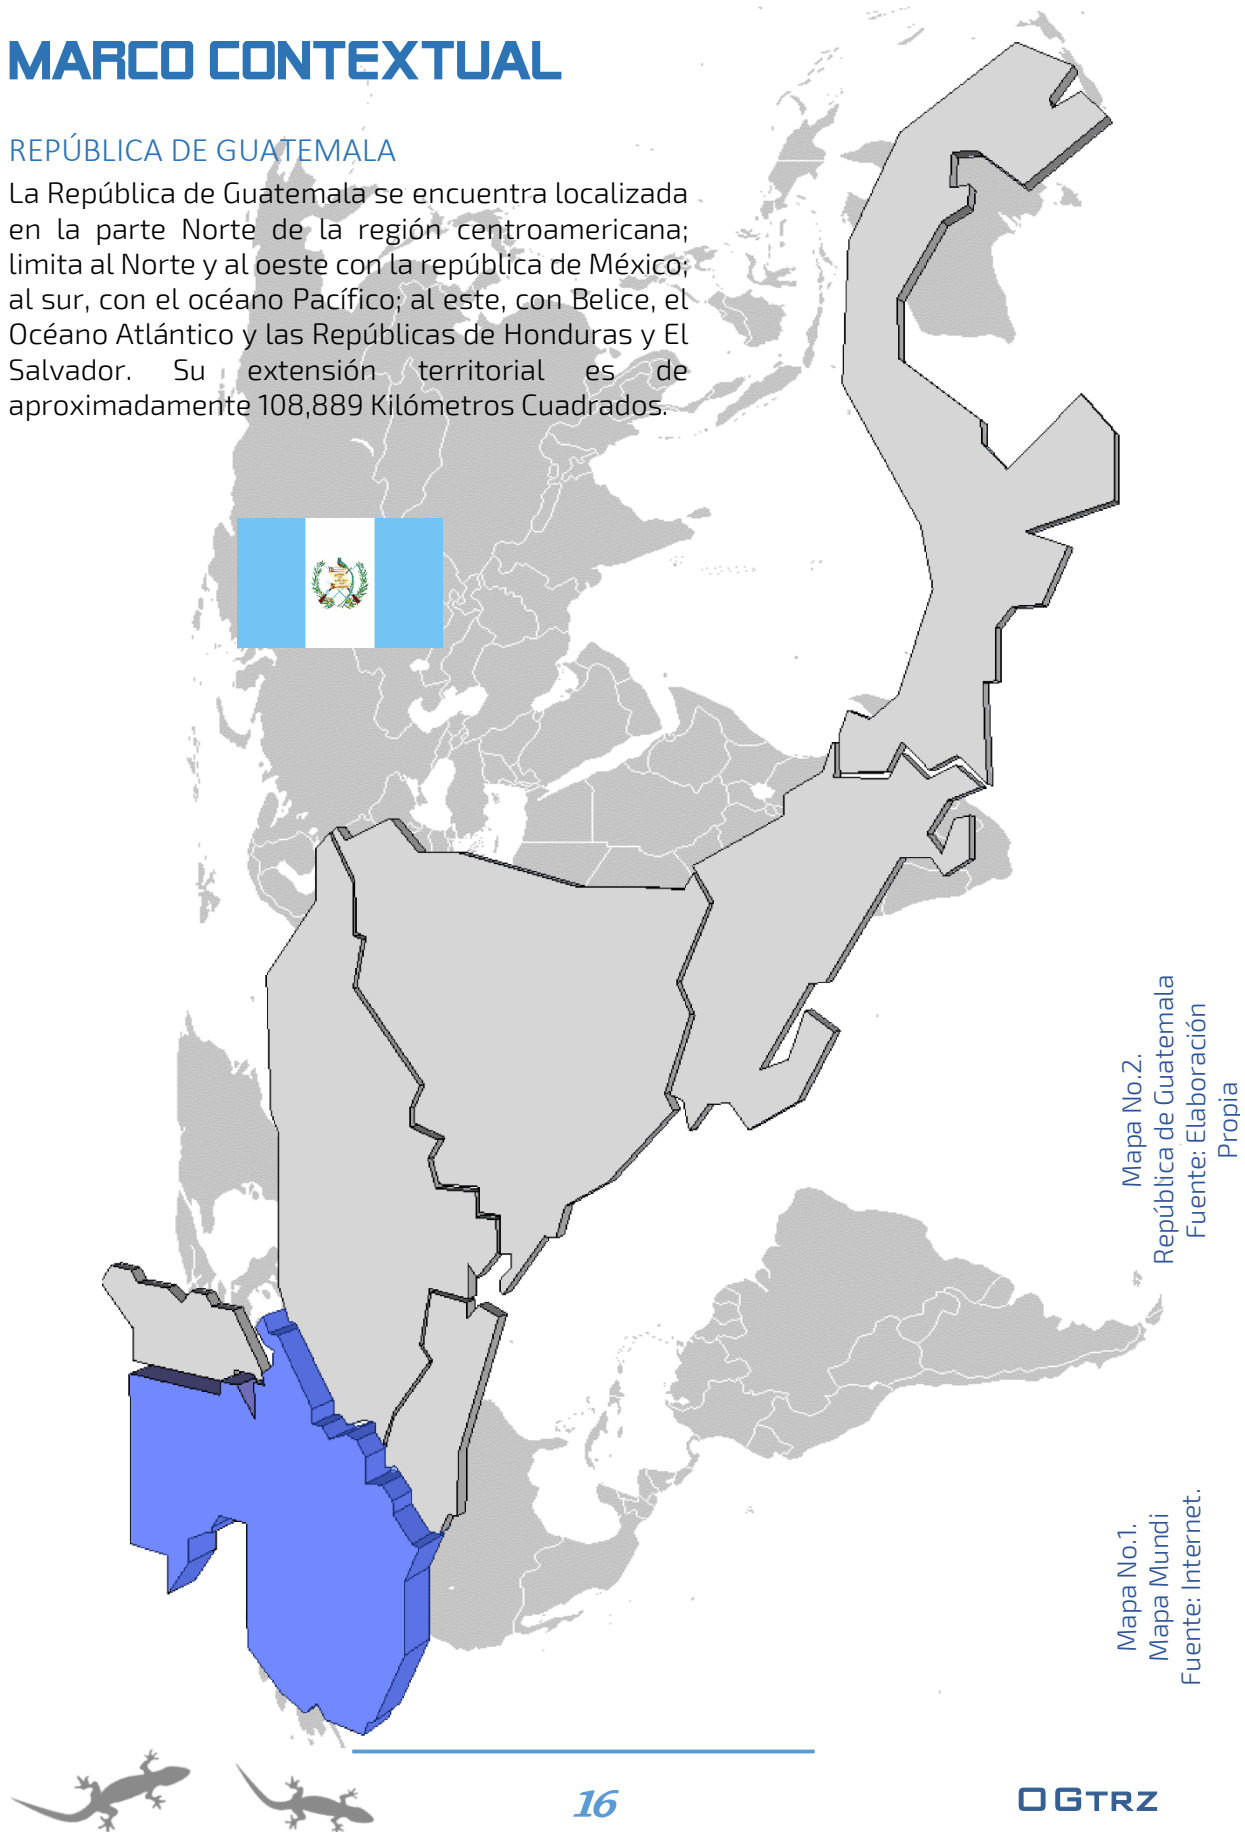 MARCO CONTEXTUAL
REPÚBLICA DE GUATEMALA
La República de Guatemala se encuentra localizada
en la parte Norte de la región centroamericana;
limita al Norte y al oeste con la república de México;
al sur, con el océano Pacífico; al este, con Belice, el
Océano Atlántico y las Repúblicas de Honduras y El
Salvador. Su extensión territorial es de
aproximadamente 108,889 Kilómetros Cuadrados.
Mapa No.2.
República de Guatemala
Fuente: Elaboración
Propia
Mapa No.1.
Mapa Mundi
Fuente: Internet.
16
OGTRZ